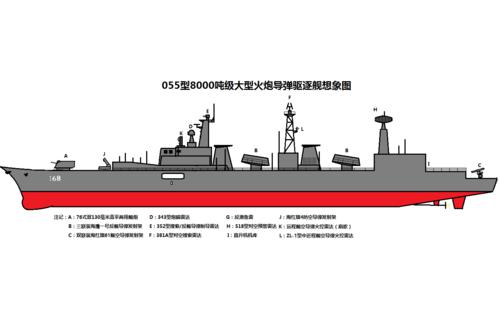 055型8000吨级大型火炮导弹驱逐舰想象图
F
H
E
D
K
L
A
J
B
B
G
I
C
168
注记：A：76式双130毫米高平两用舰炮
B：三联装海鹰一号反舰导弹发射架
C：双联装海红旗61舰空导弹发射架
D：343型炮瞄雷达
E：352型搜索/反舰导弹制导雷达
F：381A型对空搜索雷达
G：反潜鱼雷
H：518型对空预警雷达
I：直升机机库
J：海红旗4防空导弹发射架
K：远程舰空导弹火控雷达（蘑菇）
L：ZL-1型中近程舰空导弹火控雷达